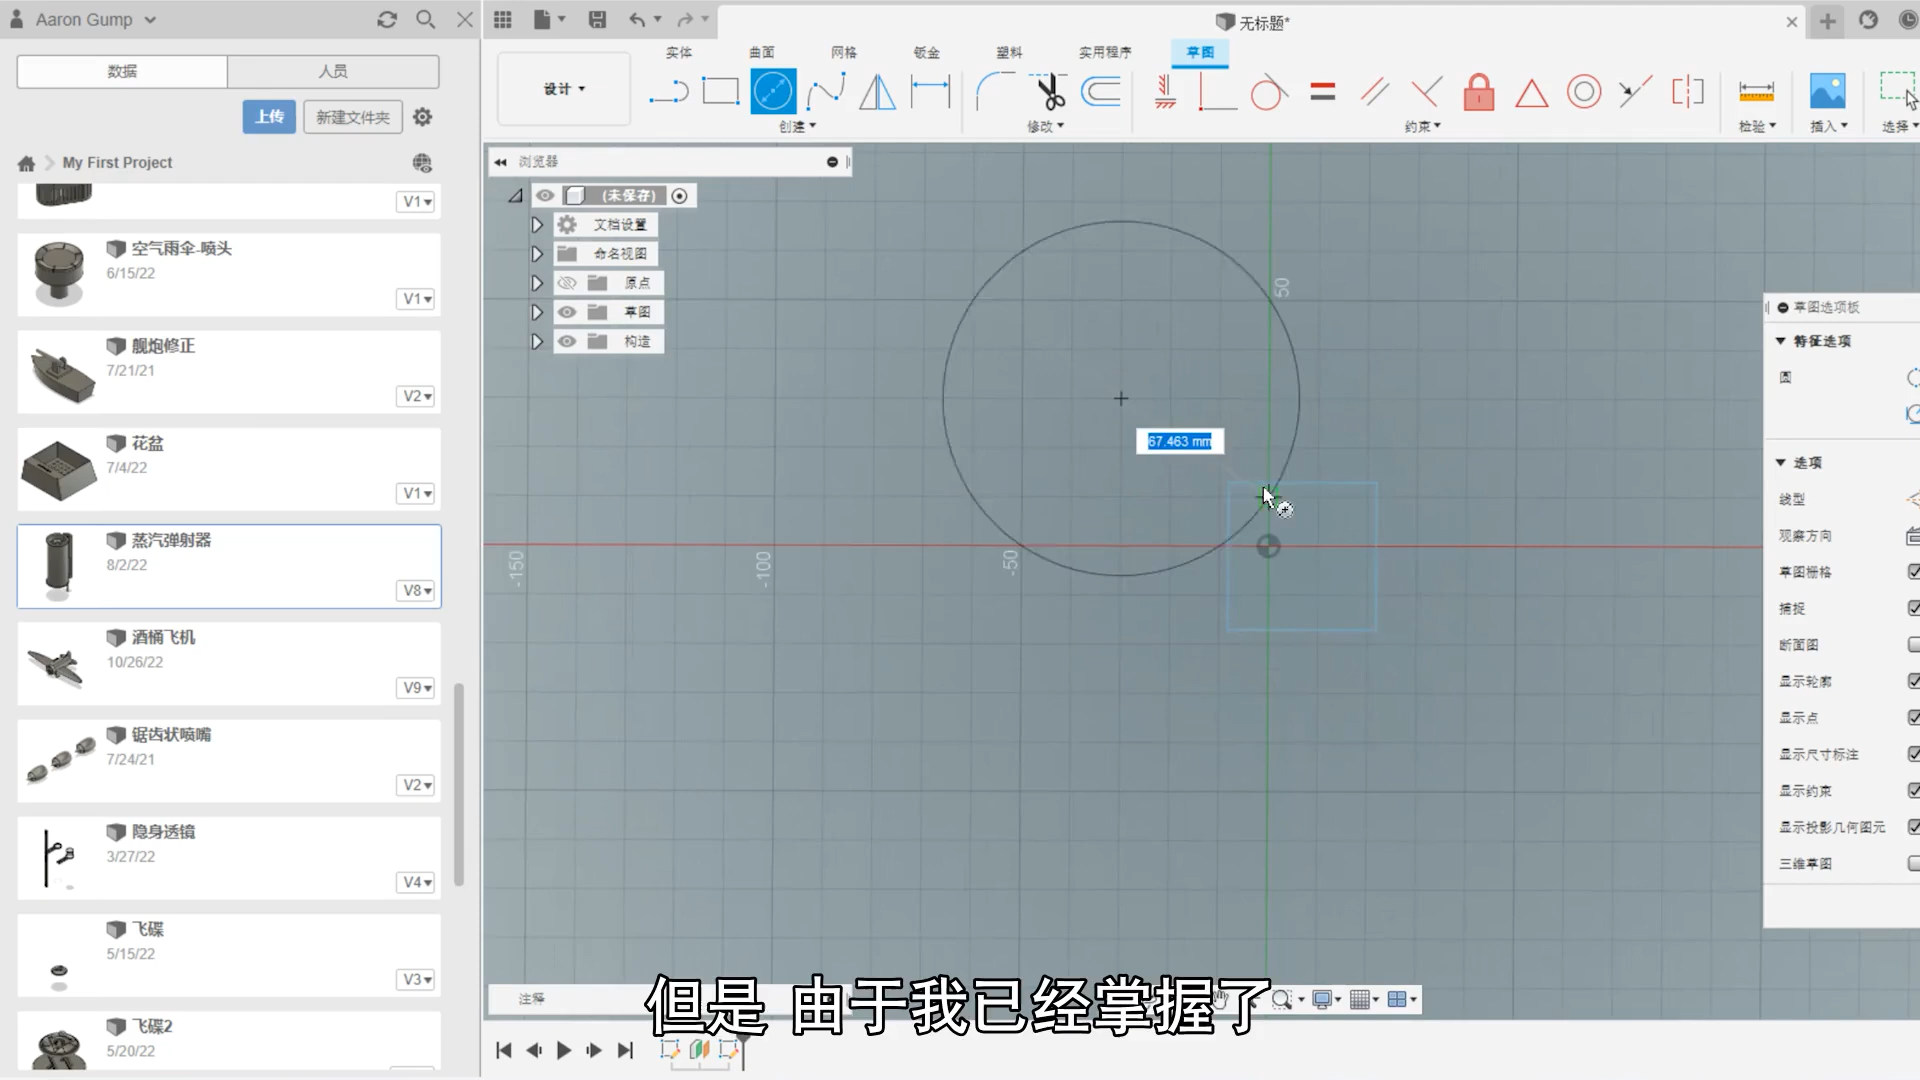 Aaron Gump
数据
人员
上传
新建文件夹
My First Project
V1
空气雨伞-喷头
6/15/22
V1
舰炮修正
7/21/21
V2
花盆
7/4/22
V1
蒸汽弹射器
8/2/22
V8
酒桶飞机
10/26/22
V9
锯齿状喷嘴
7/24/21
V2
隐身透镜
3/27/22
V4
飞碟
5/15/22
V3
飞碟2
5/20/22
无标题*
设计
实体
曲面
网格
钣金
塑料
实用程序
草图
创建
修改
约束
检验
插入
选择
浏览器
(未保存)
文档设置
命名视图
原点
草图
构造
50
67.463 mm
-150
-100
-50
草图选项板
特征选项
圆
选项
线型
观察方向
草图栅格
捕捉
断面图
显示轮廓
显示点
显示尺寸标注
显示约束
显示投影几何图元
三维草图
注释
但是 由于我已经掌握了